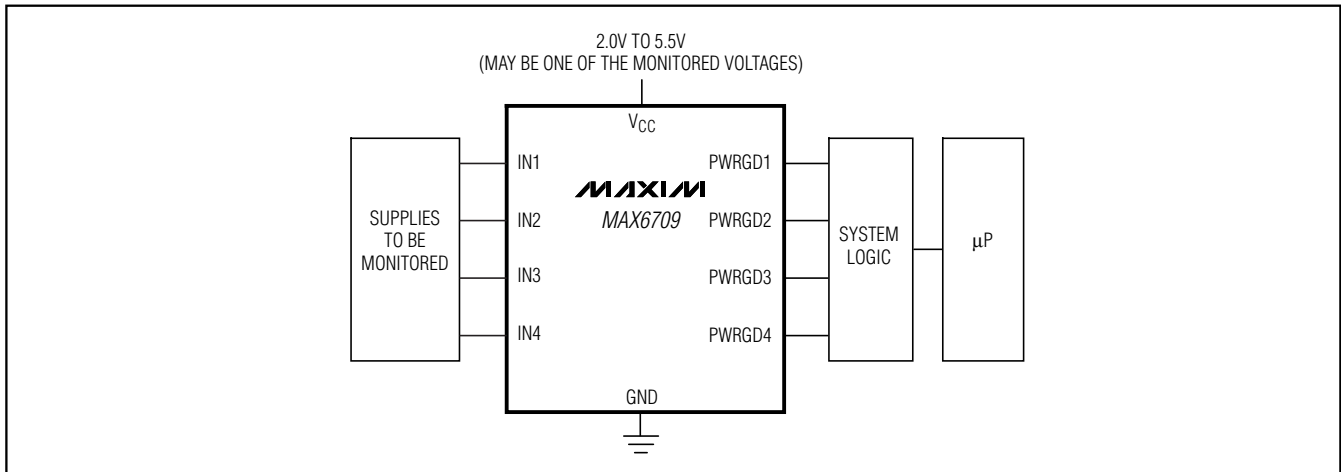 2.0V TO 5.5V
(MAY BE ONE OF THE MONITORED VOLTAGES)
VCC
SUPPLIES
TO BE
MONITORED
IN1
IN2
IN3
IN4
MAXIM
MAX6709
PWRGD1
PWRGD2
PWRGD3
PWRGD4
GND
SYSTEM
LOGIC
μP